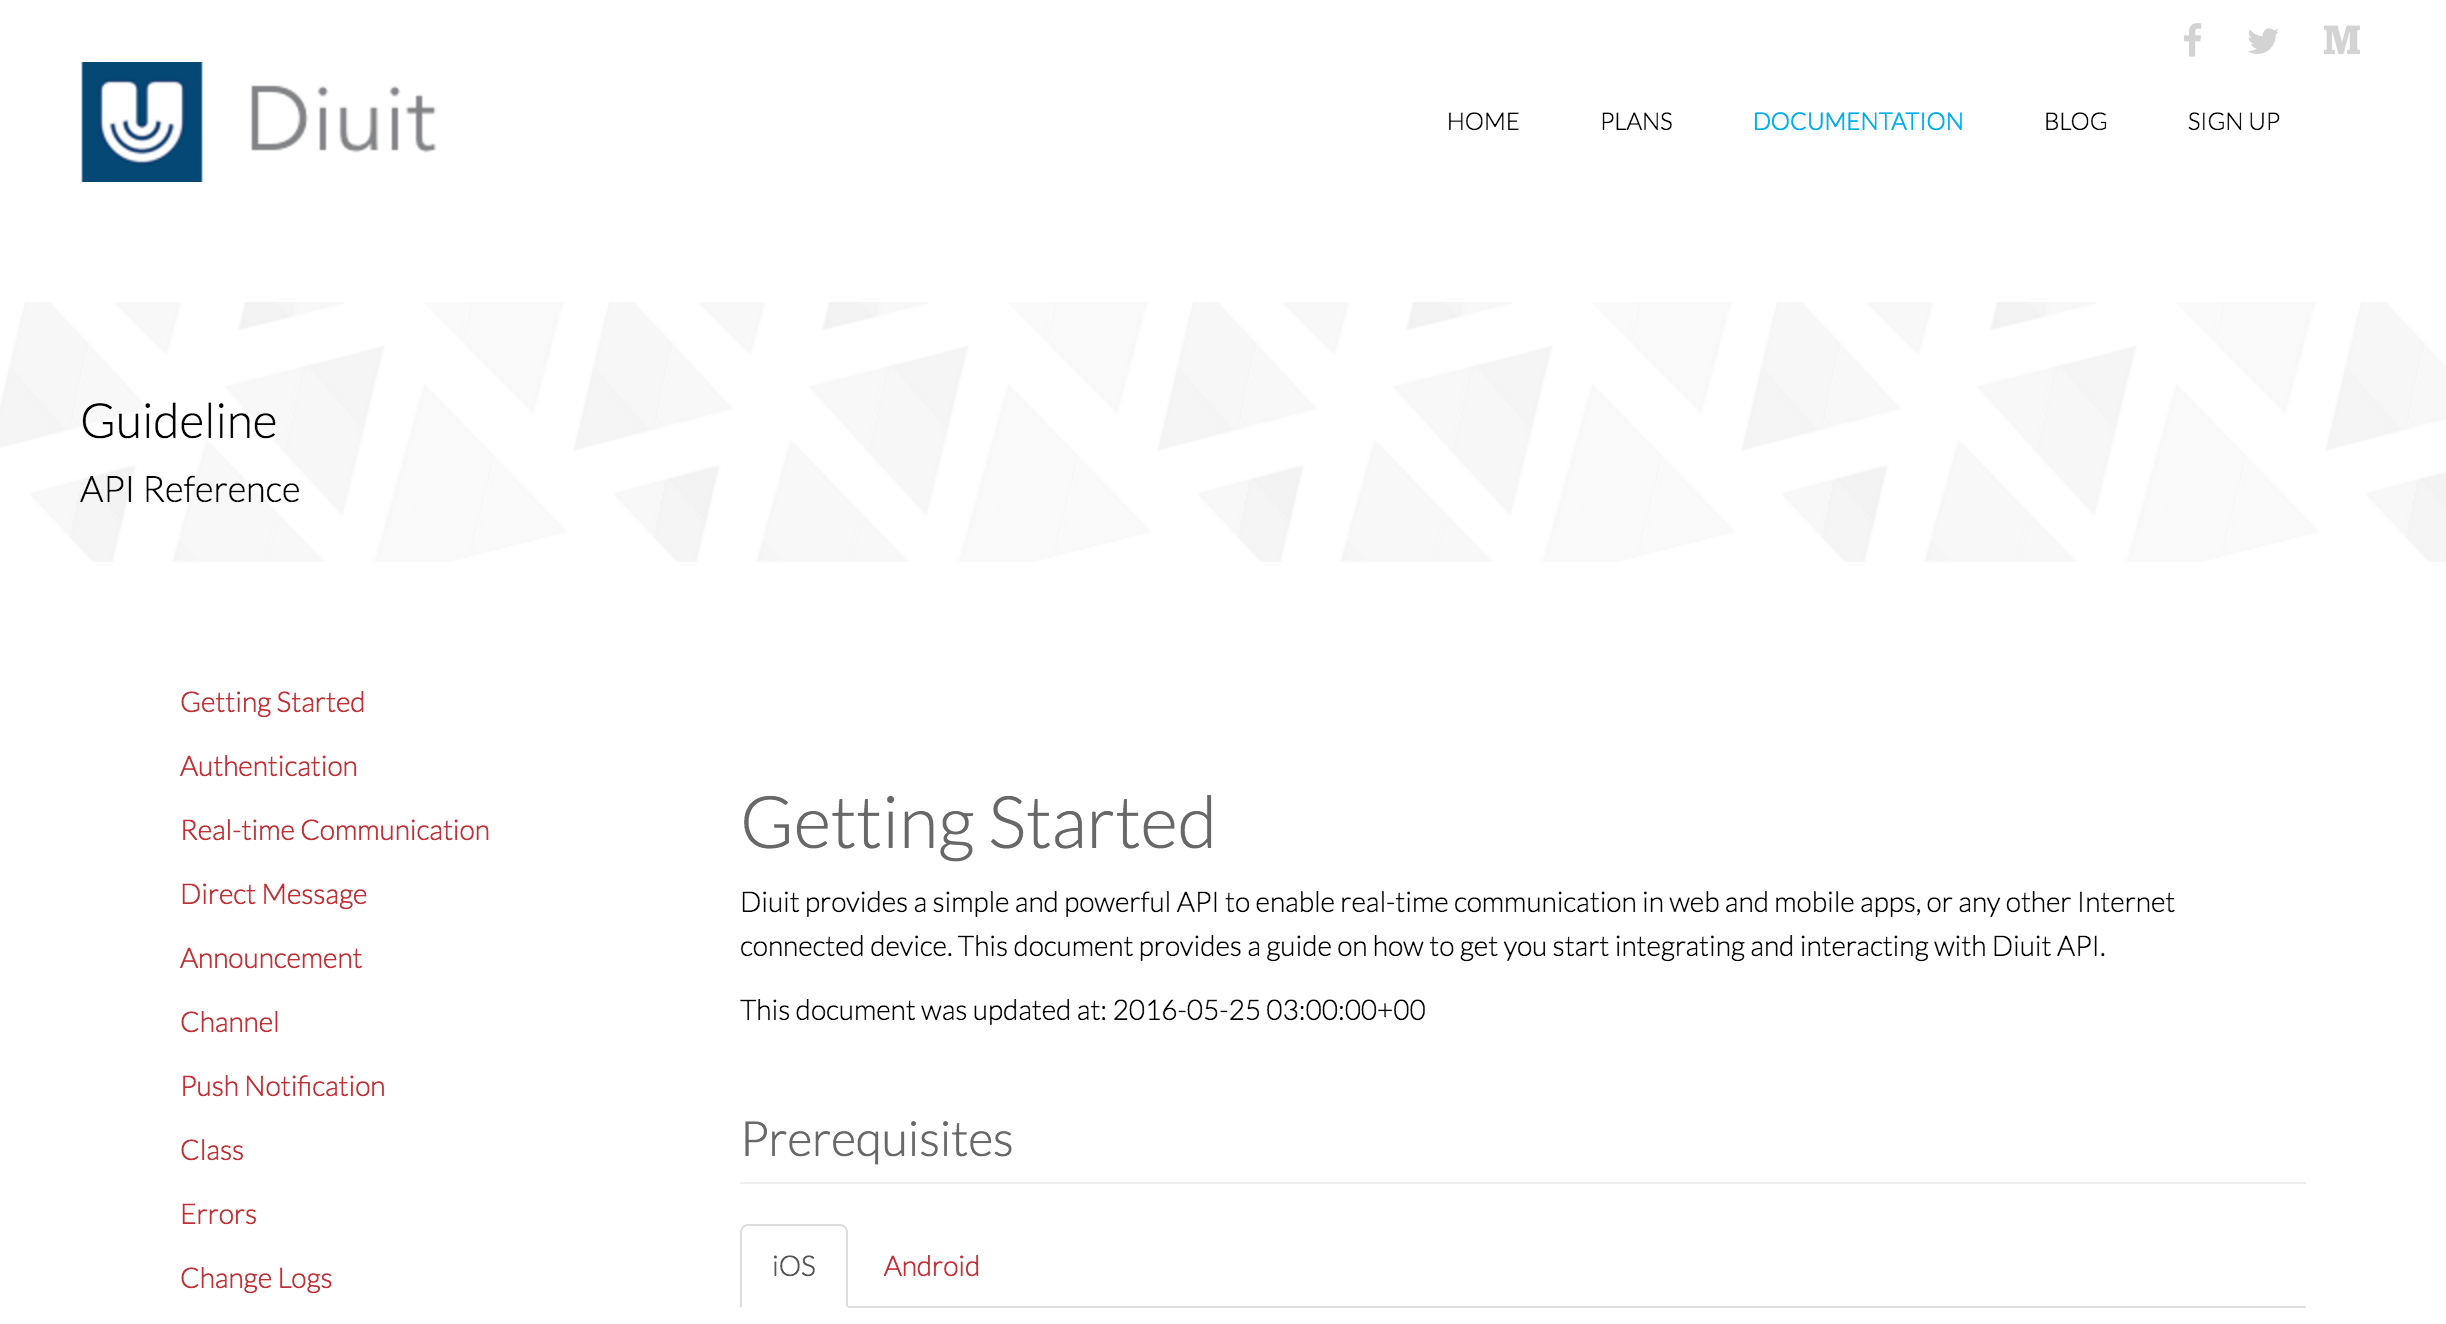 Diuit
HOME PLANS DOCUMENTATION BLOG SIGN UP
Guideline
API Reference
Getting Started
Authentication
Real-time Communication
Direct Message
Announcement
Channel
Push Notification
Class
Errors
Change Logs
Getting Started
Diuit provides a simple and powerful API to enable real-time communication in web and mobile apps, or any other Internet
connected device. This document provides a guide on how to get you start integrating and interacting with Diuit API.
This document was updated at: 2016-05-25 03:00:00+00
Prerequisites
iOS Android